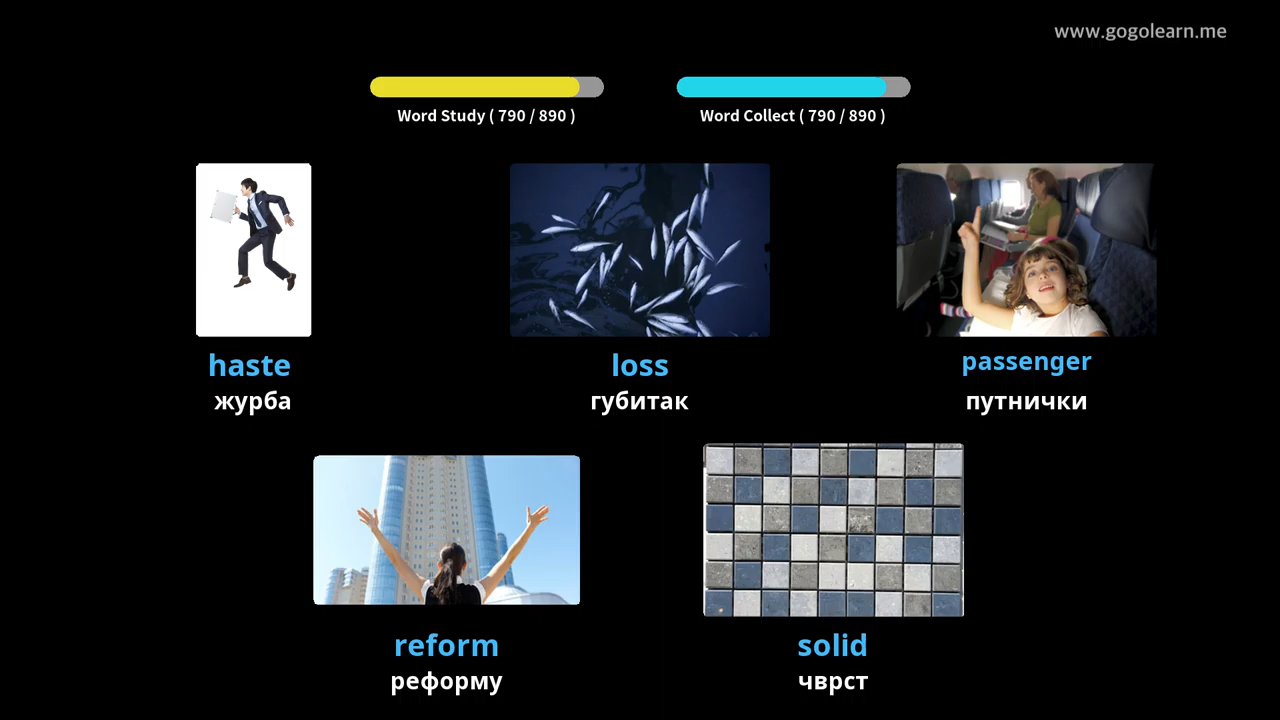 www.gogolearn.me
Word Study ( 790 / 890 )
Word Collect ( 790 / 890 )
haste
журба
loss
губитак
passenger
путнички
reform
реформу
solid
чврст